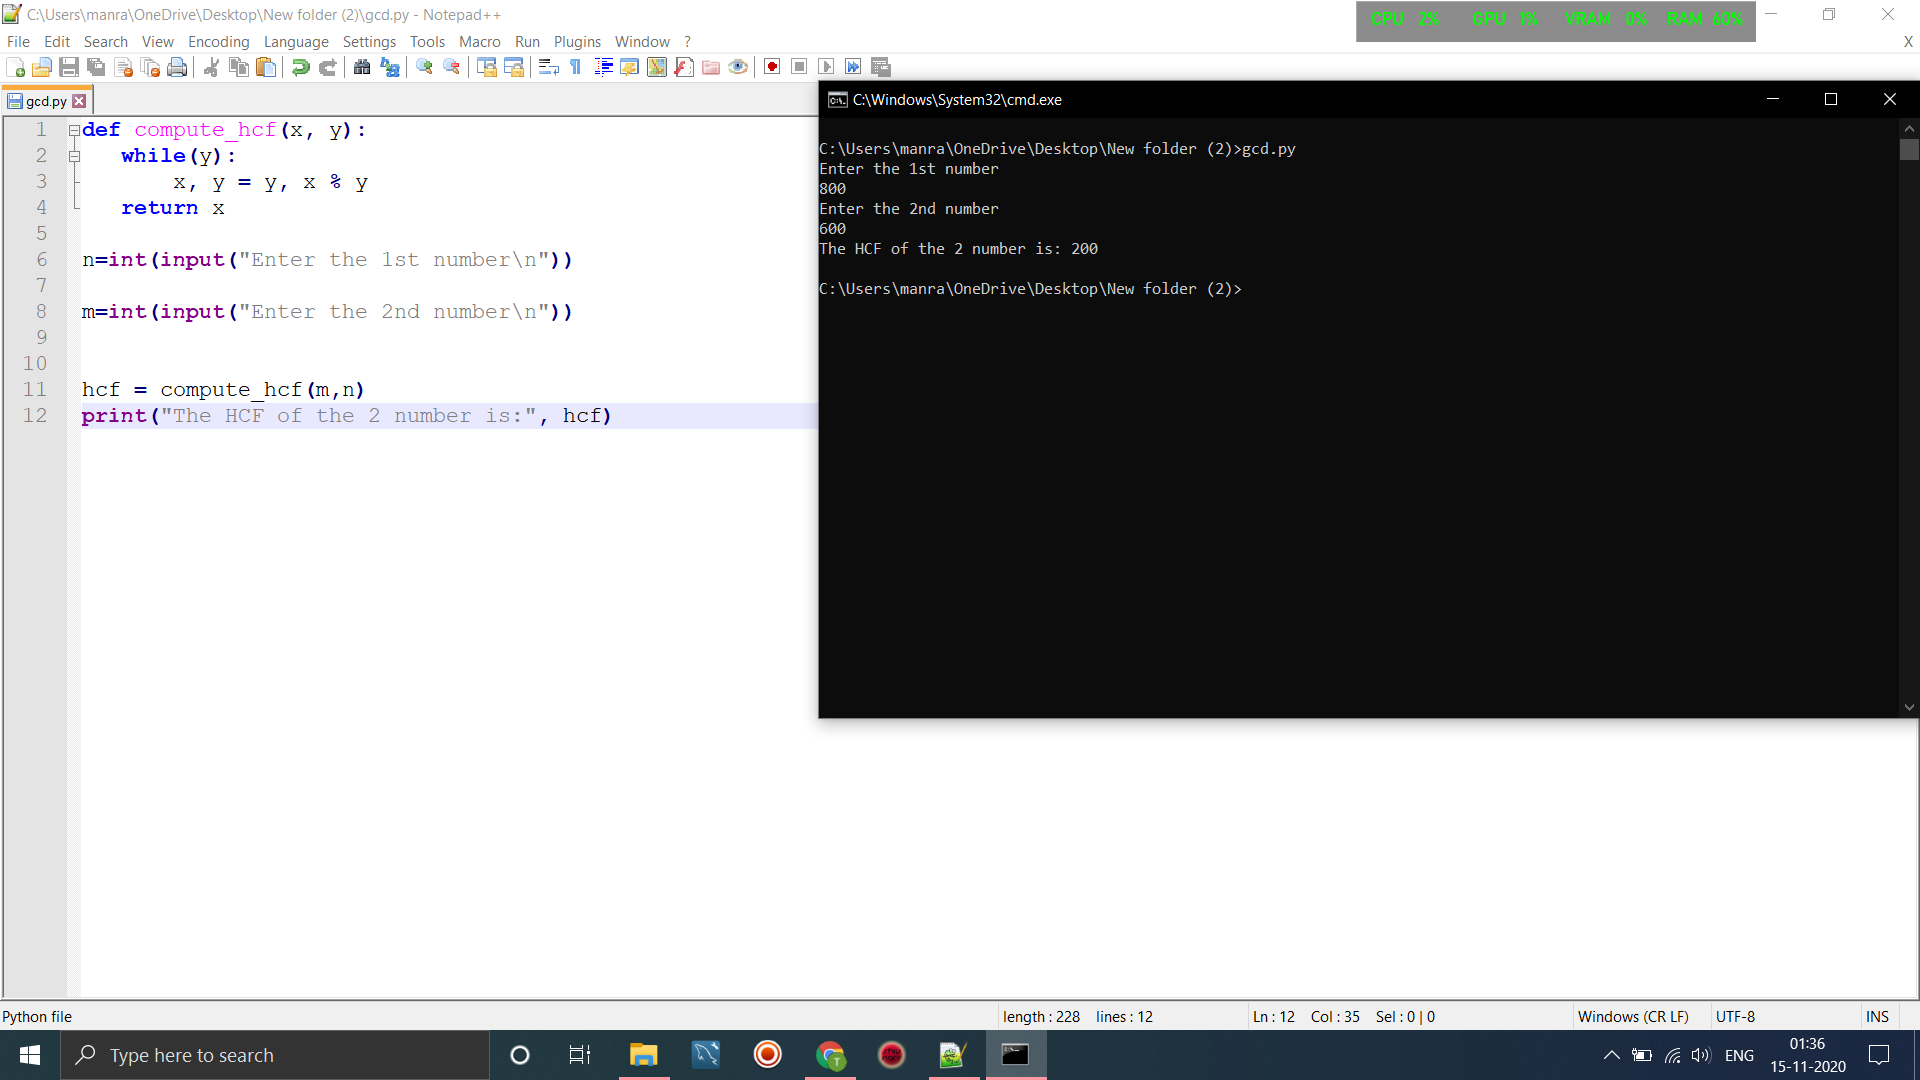 C:\Users\manra\OneDrive\Desktop\New folder (2)\gcd.py - Notepad++
CPU 2% GPU 1% VRAM 0% RAM 60%
File Edit Search View Encoding Language Settings Tools Macro Run Plugins Window ? X
gcd.py
1 def compute_hcf(x, y):
2 while(y):
3 x, y = y, x % y
4 return x
5
6 n=int(input("Enter the 1st number\n"))
7
8 m=int(input("Enter the 2nd number\n"))
9
10
11 hcf = compute_hcf(m,n)
12 print("The HCF of the 2 number is:", hcf)
C:\Windows\System32\cmd.exe
C:\Users\manra\OneDrive\Desktop\New folder (2)>gcd.py
Enter the 1st number
800
Enter the 2nd number
600
The HCF of the 2 number is: 200
C:\Users\manra\OneDrive\Desktop\New folder (2)>
Python file length : 228 lines : 12 Ln : 12 Col : 35 Sel : 0 | 0 Windows (CR LF) UTF-8 INS
Type here to search
ENG
01:36
15-11-2020